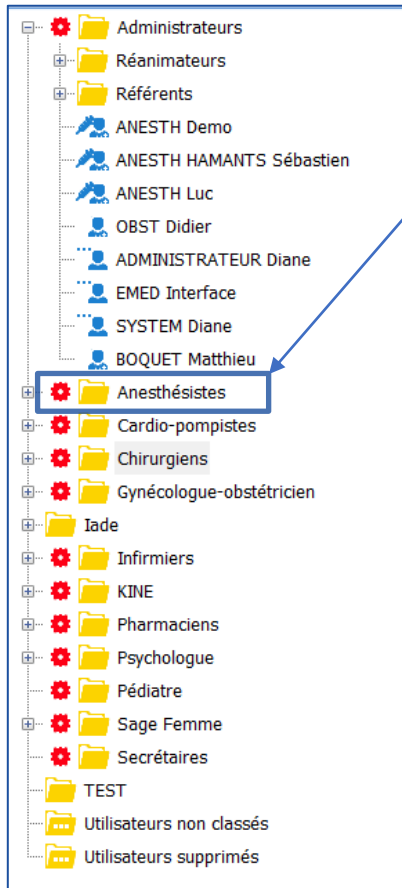 Administrateurs
Réanimateurs
Référents
ANESTH Demo
ANESTH HAMANTS Sébastien
ANESTH Luc
OBST Didier
ADMINISTRATEUR Diane
EMED Interface
SYSTEM Diane
BOQUET Matthieu
Anesthésistes
Cardio-pompistes
Chirurgiens
Gynécologue-obstétricien
Iade
Infirmiers
KINE
Pharmaciens
Psychologue
Pédiatre
Sage Femme
Secrétaires
TEST
Utilisateurs non classés
Utilisateurs supprimés